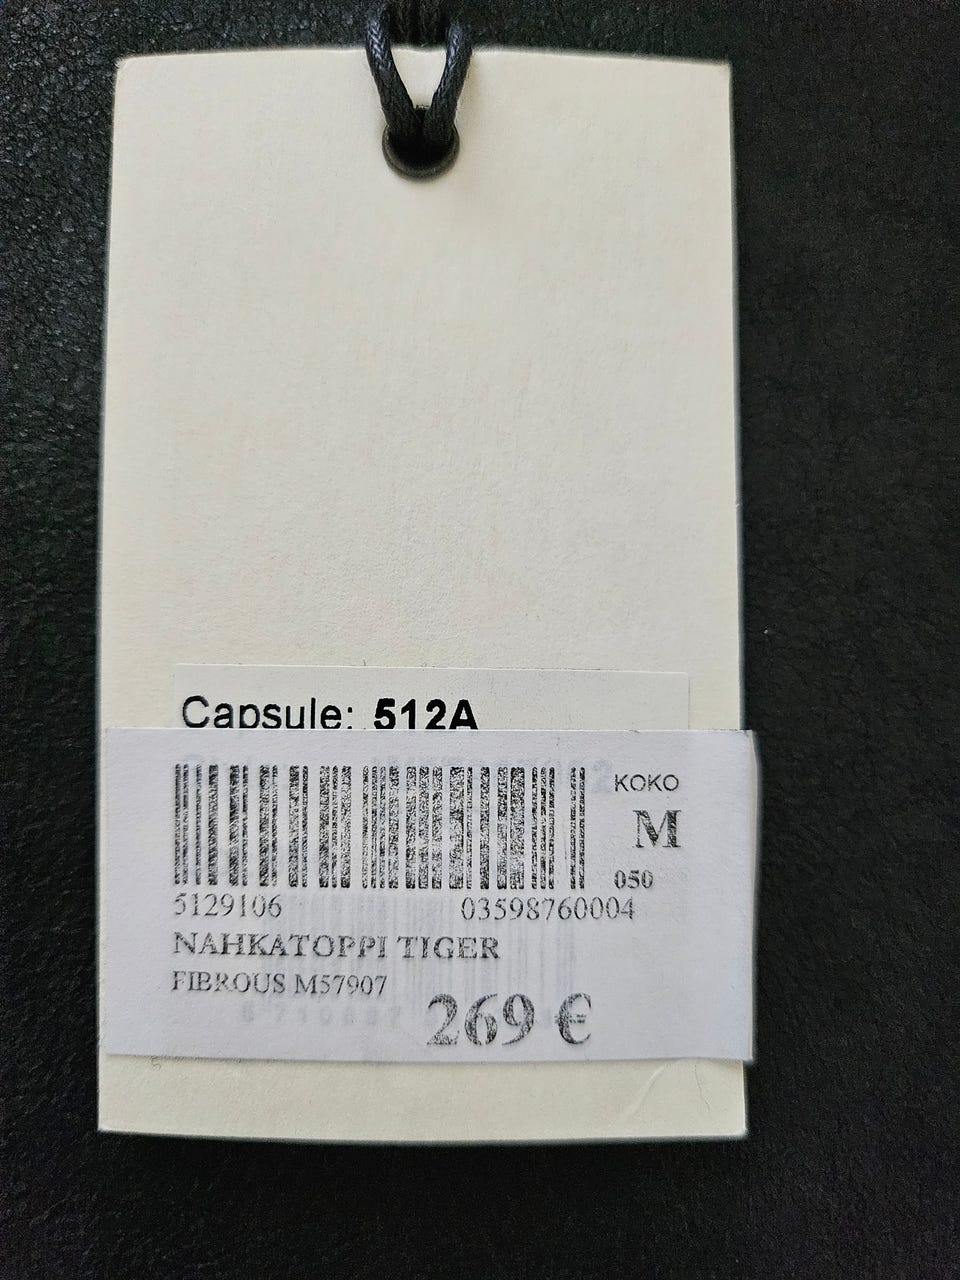 Capsule: 512A
KOKO
M
050
5129106 03598760004
NAHKATOPPI TIGER
FIBROUS M57907
269 €